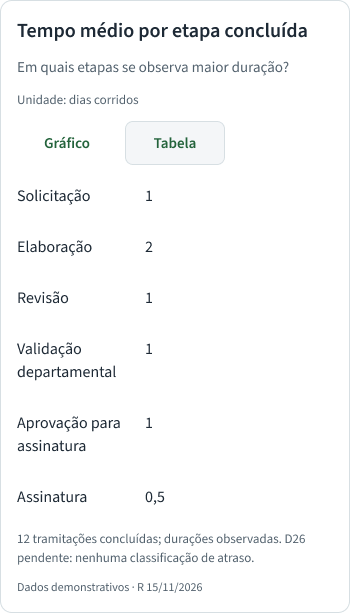 Tempo médio por etapa concluída
Em quais etapas se observa maior duração?
Unidade: dias corridos
Gráfico Tabela
Solicitação 1
Elaboração 2
Revisão 1
Validação 1
departamental
Aprovação para 1
assinatura
Assinatura 0,5
12 tramitações concluídas; durações observadas. D26
pendente: nenhuma classificação de atraso.
Dados demonstrativos · R 15/11/2026